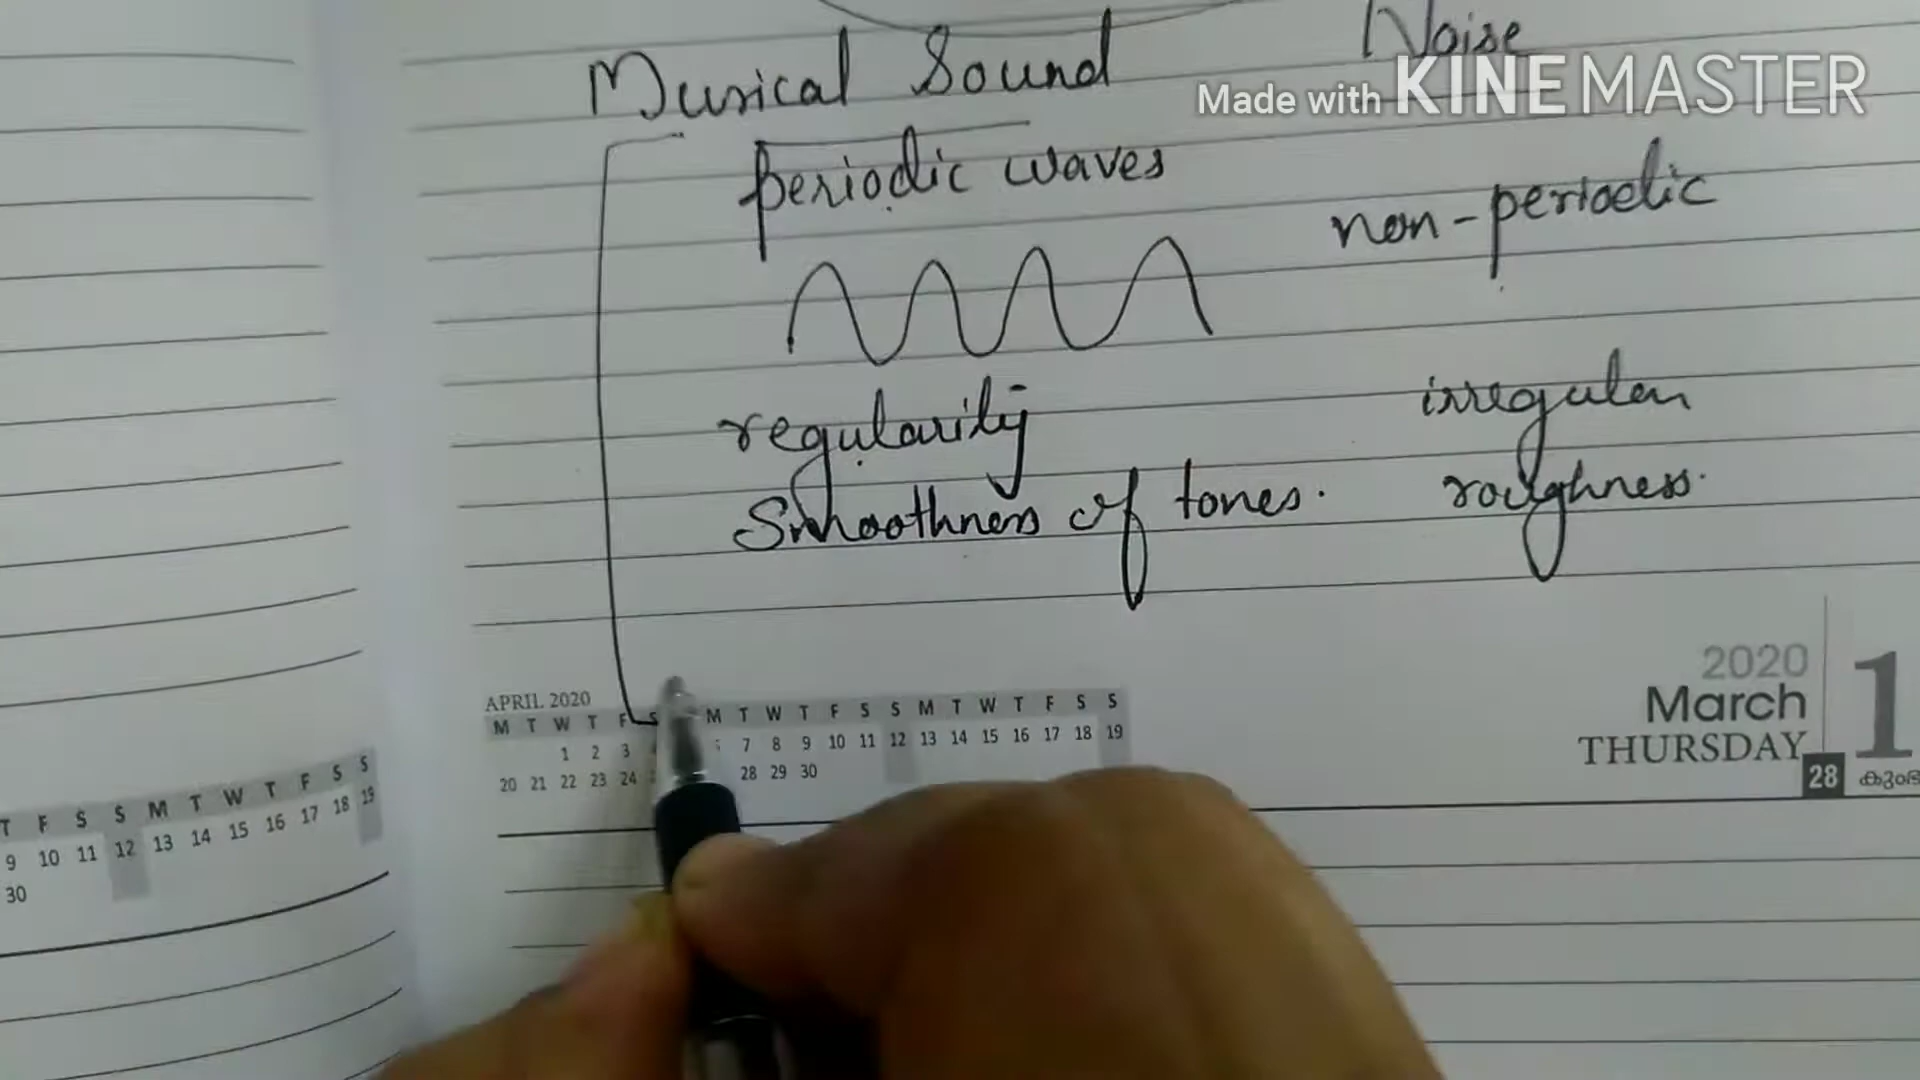 Musical Sound
Noise
Made with KINEMASTER
periodic waves
non-periodic
regularity
irregular
Smoothness of tones.
roughness.
APRIL 2020
M T W T F S M T W T F S S M T W T F S S
1 2 3 7 8 9 10 11 12 13 14 15 16 17 18 19
20 21 22 23 24 28 29 30
2020
March
THURSDAY
1
28
T F S S M T W T F S S
9 10 11 12 13 14 15 16 17 18 19
30